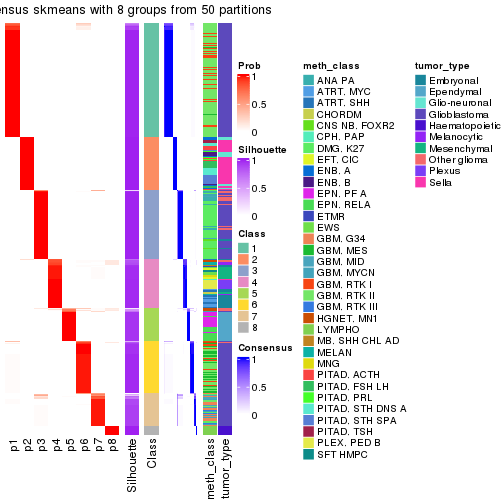 ensus skmeans with 8 groups from 50 partitions
Prob
1
0.5
0
Silhouette
1
0.5
0
Class
1
2
3
4
5
6
7
8
Consensus
1
0.5
0
meth_class
ANA PA
ATRT. MYC
ATRT. SHH
CHORDM
CNS NB. FOXR2
CPH. PAP
DMG. K27
EFT. CIC
ENB. A
ENB. B
EPN. PF A
EPN. RELA
ETMR
EWS
GBM. G34
GBM. MES
GBM. MID
GBM. MYCN
GBM. RTK I
GBM. RTK II
GBM. RTK III
HGNET. MN1
LYMPHO
MB. SHH CHL AD
MELAN
MNG
PITAD. ACTH
PITAD. FSH LH
PITAD. PRL
PITAD. STH DNS A
PITAD. STH SPA
PITAD. TSH
PLEX. PED B
SFT HMPC
tumor_type
Embryonal
Ependymal
Glio-neuronal
Glioblastoma
Haematopoietic
Melanocytic
Mesenchymal
Other glioma
Plexus
Sella
p1
p2
p3
p4
p5
p6
p7
p8
Silhouette
Class
meth_class
tumor_type